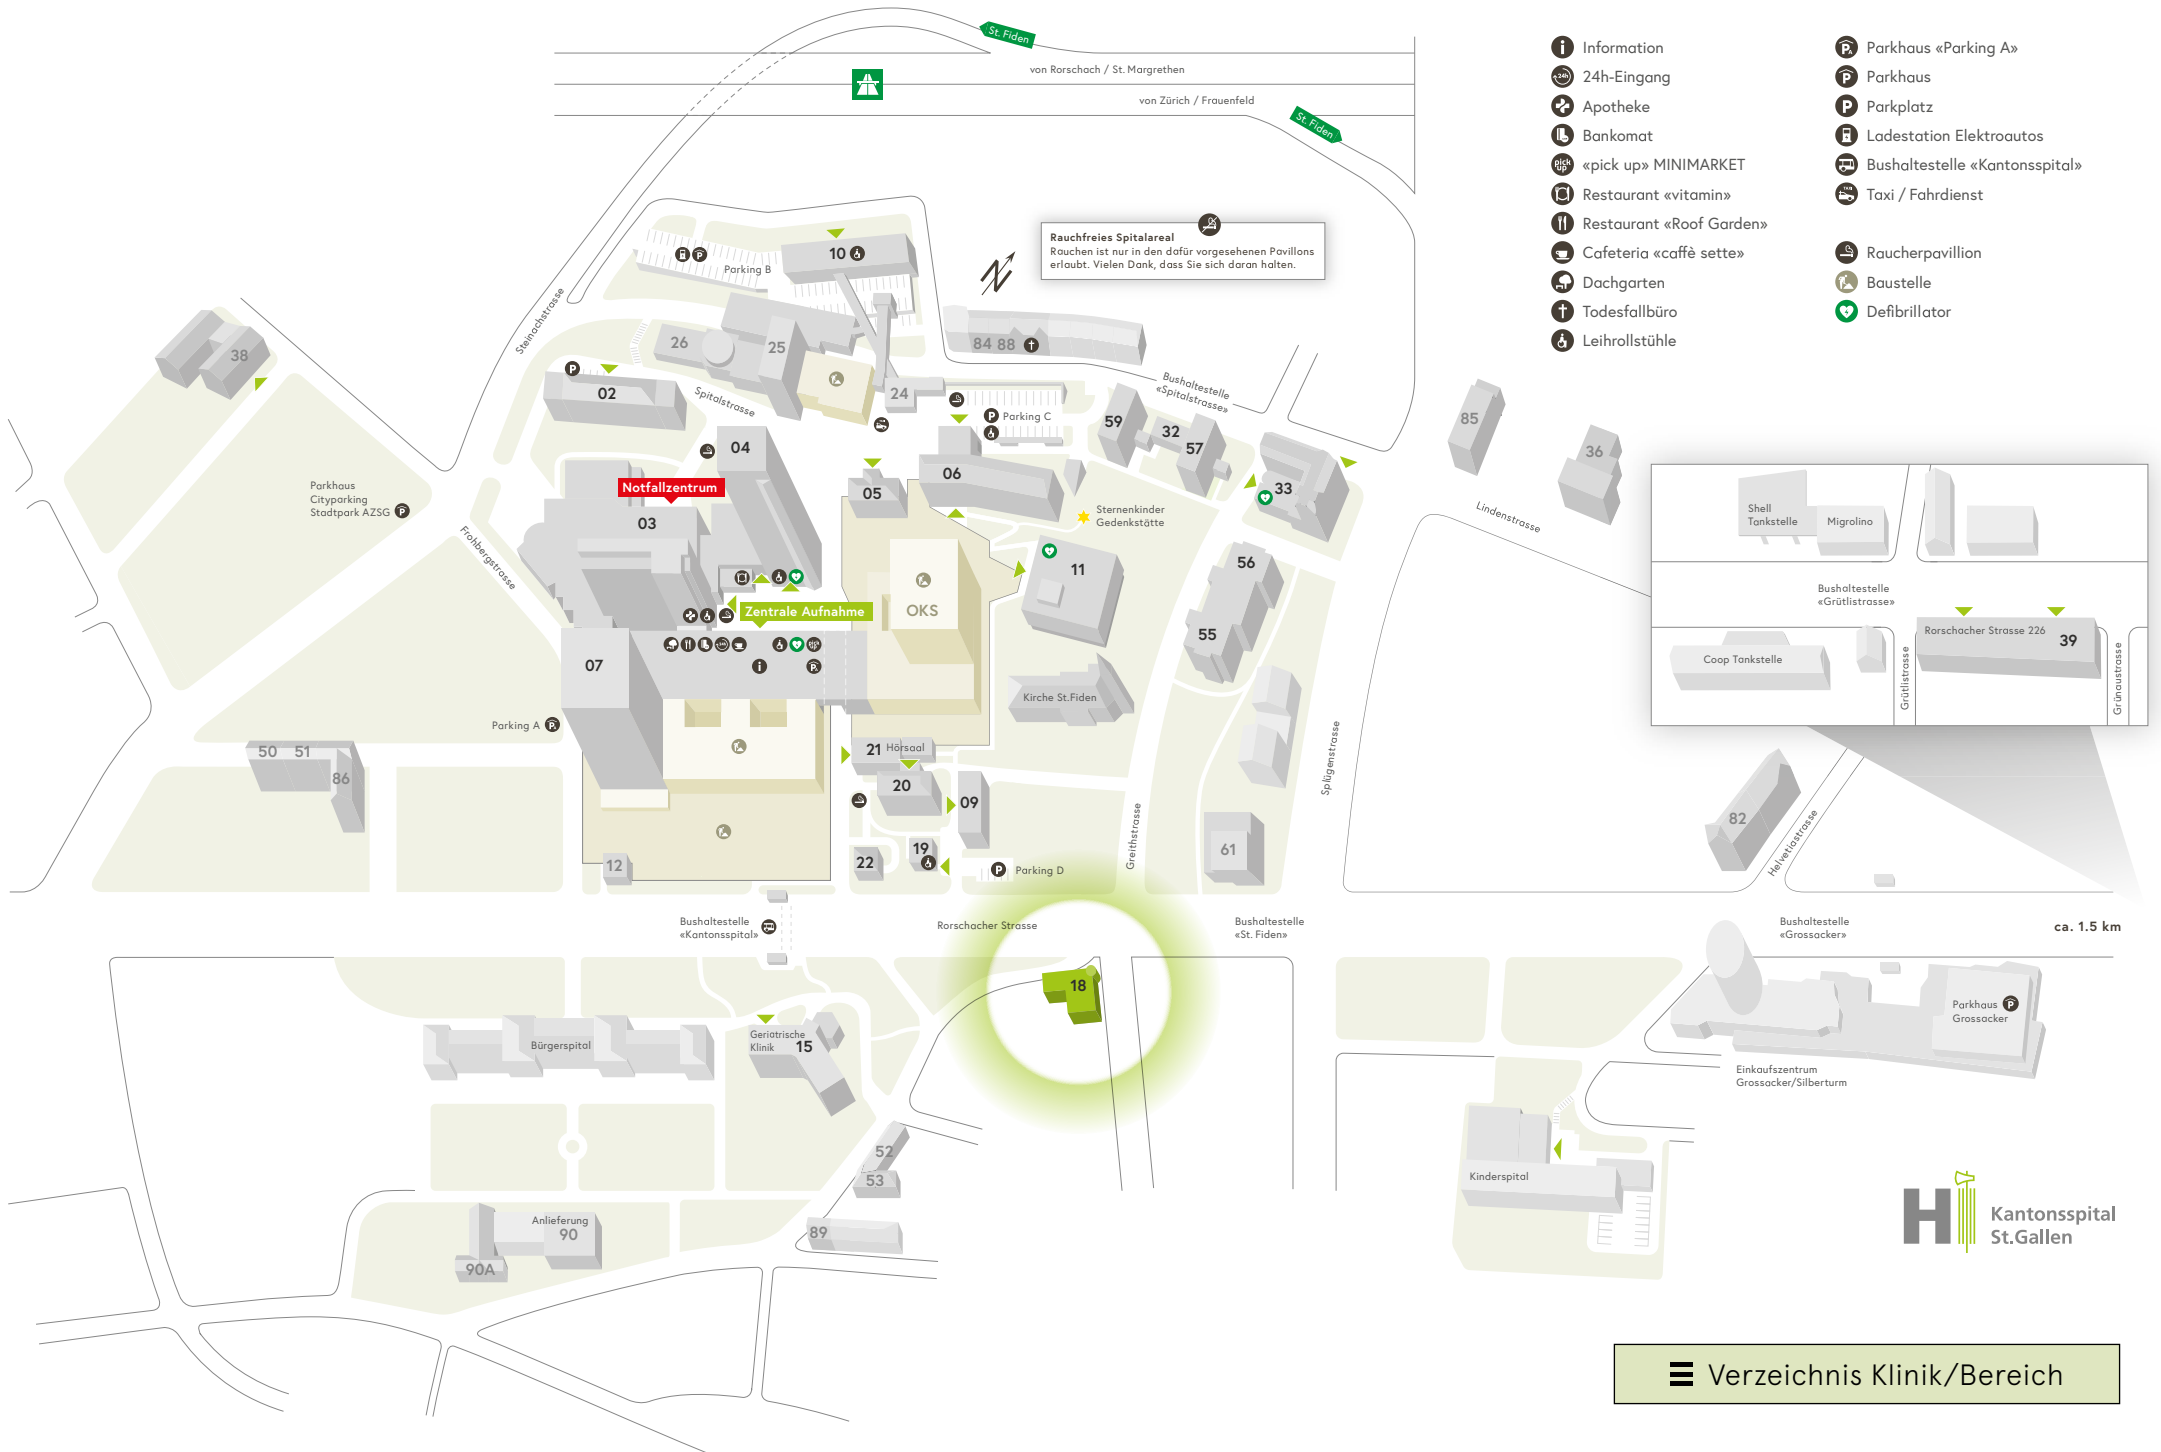 St. Fiden
von Rorschach / St. Margrethen
von Zürich / Frauenfeld
St. Fiden
Information
24h-Eingang
Apotheke
Bankomat
«pick up» MINIMARKET
Restaurant «vitamin»
Restaurant «Roof Garden»
Cafeteria «caffè sette»
Dachgarten
Todesfallbüro
Leihrollstühle
Parkhaus «Parking A»
Parkhaus
Parkplatz
Ladestation Elektroautos
Bushaltestelle «Kantonsspital»
Taxi / Fahrdienst
Raucherpavillion
Baustelle
Defibrillator
Rauchfreies Spitalareal
Rauchen ist nur in den dafür vorgesehenen Pavillons
erlaubt. Vielen Dank, dass Sie sich daran halten.
N
10
Parking B
Steinachstrasse
38
26
25
84 88
02
Spitalstrasse
24
Bushaltestelle
«Spitalstrasse»
Parking C
59
32
57
85
36
04
06
05
33
Notfallzentrum
03
Parkhaus
Cityparking
Stadtpark AZSG
Frohbergstrasse
Sternenkinder
Gedenkstätte
Lindenstrasse
11
56
55
OKS
Zentrale Aufnahme
07
Kirche St.Fiden
Parking A
50 51
86
21 Hörsaal
20
09
19
22
12
Parking D
Greithstrasse
Splügenstrasse
61
82
Helvetiastrasse
Shell
Tankstelle
Migrolino
Bushaltestelle
«Grütlistrasse»
Rorschacher Strasse 226
39
Coop Tankstelle
Grütlistrasse
Grünaustrasse
Bushaltestelle
«Kantonsspital»
Rorschacher Strasse
Bushaltestelle
«St. Fiden»
Bushaltestelle
«Grossacker»
ca. 1.5 km
18
Bürgerspital
Geriatrische
Klinik
15
Parkhaus
Grossacker
Einkaufszentrum
Grossacker/Silberturm
52
53
89
Kinderspital
Anlieferung
90
90A
Kantonsspital
St.Gallen
Verzeichnis Klinik/Bereich